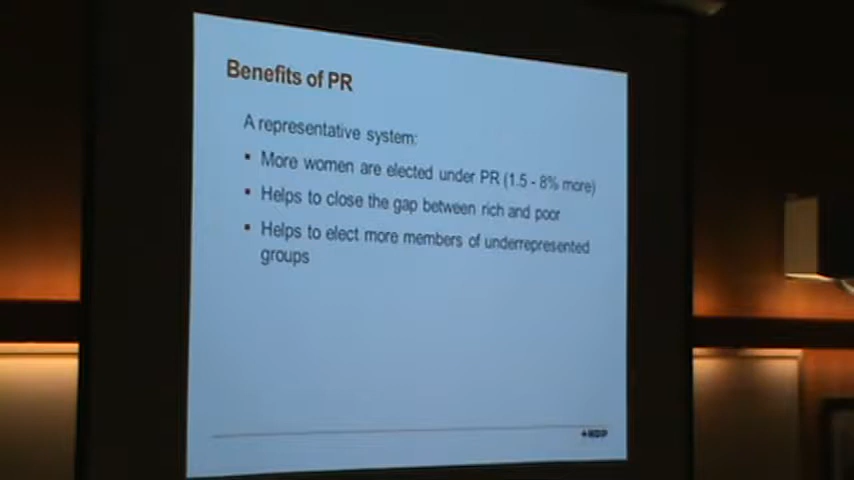 Benefits of PR
A representative system:
▪ More women are elected under PR (1.5 - 8% more)
▪ Helps to close the gap between rich and poor
▪ Helps to elect more members of underrepresented
groups
NDP